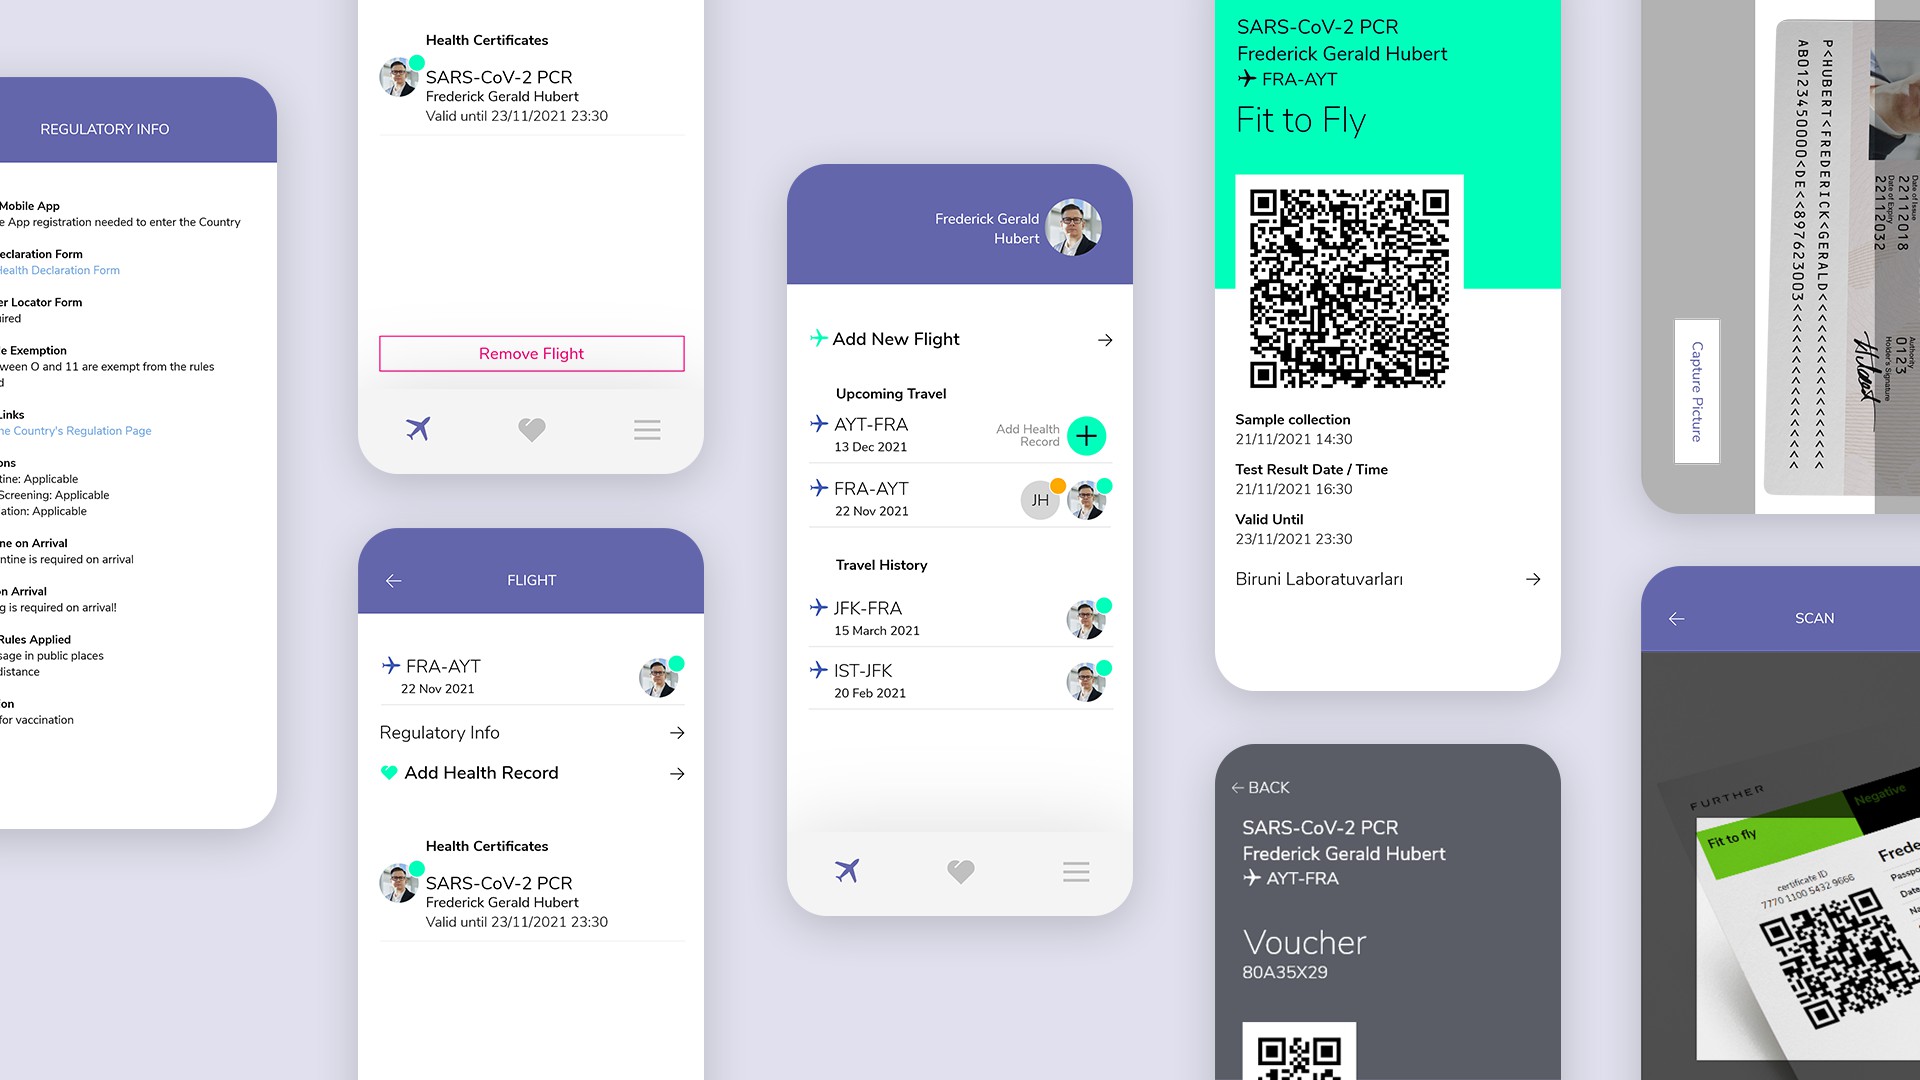 REGULATORY INFO
Mobile App
e App registration needed to enter the Country
eclaration Form
Health Declaration Form
er Locator Form
uired
e Exemption
ween O and 11 are exempt from the rules
d
Links
he Country's Regulation Page
ons
tine: Applicable
Screening: Applicable
ation: Applicable
ne on Arrival
ntine is required on arrival
on Arrival
g is required on arrival!
Rules Applied
sage in public places
distance
ion
for vaccination
Health Certificates
SARS-CoV-2 PCR
Frederick Gerald Hubert
Valid until 23/11/2021 23:30
Remove Flight
FLIGHT
FRA-AYT
22 Nov 2021
Regulatory Info
Add Health Record
Health Certificates
SARS-CoV-2 PCR
Frederick Gerald Hubert
Valid until 23/11/2021 23:30
Frederick Gerald
Hubert
Add New Flight
Upcoming Travel
AYT-FRA
13 Dec 2021
Add Health
Record
FRA-AYT
22 Nov 2021
JH
Travel History
JFK-FRA
15 March 2021
IST-JFK
20 Feb 2021
SARS-CoV-2 PCR
Frederick Gerald Hubert
FRA-AYT
Fit to Fly
Sample collection
21/11/2021 14:30
Test Result Date / Time
21/11/2021 16:30
Valid Until
23/11/2021 23:30
Biruni Laboratuvarları
BACK
SARS-CoV-2 PCR
Frederick Gerald Hubert
AYT-FRA
Voucher
80A35X29
Date of Issue
22112018
Date of Expiry
22112032
Authority
0123
Holder's Signature
P<HUBERT<FREDERICK<GERALD<<<<<<<<<<<<<<<<<
AB0123450000<DE<<897623003<<<<<<<<<<<<<<<<
Capture Picture
SCAN
FURTHER
Fit to fly
Negative
certificate ID
7770 1100 5432 9666
Frede
Passpo
Date
Na